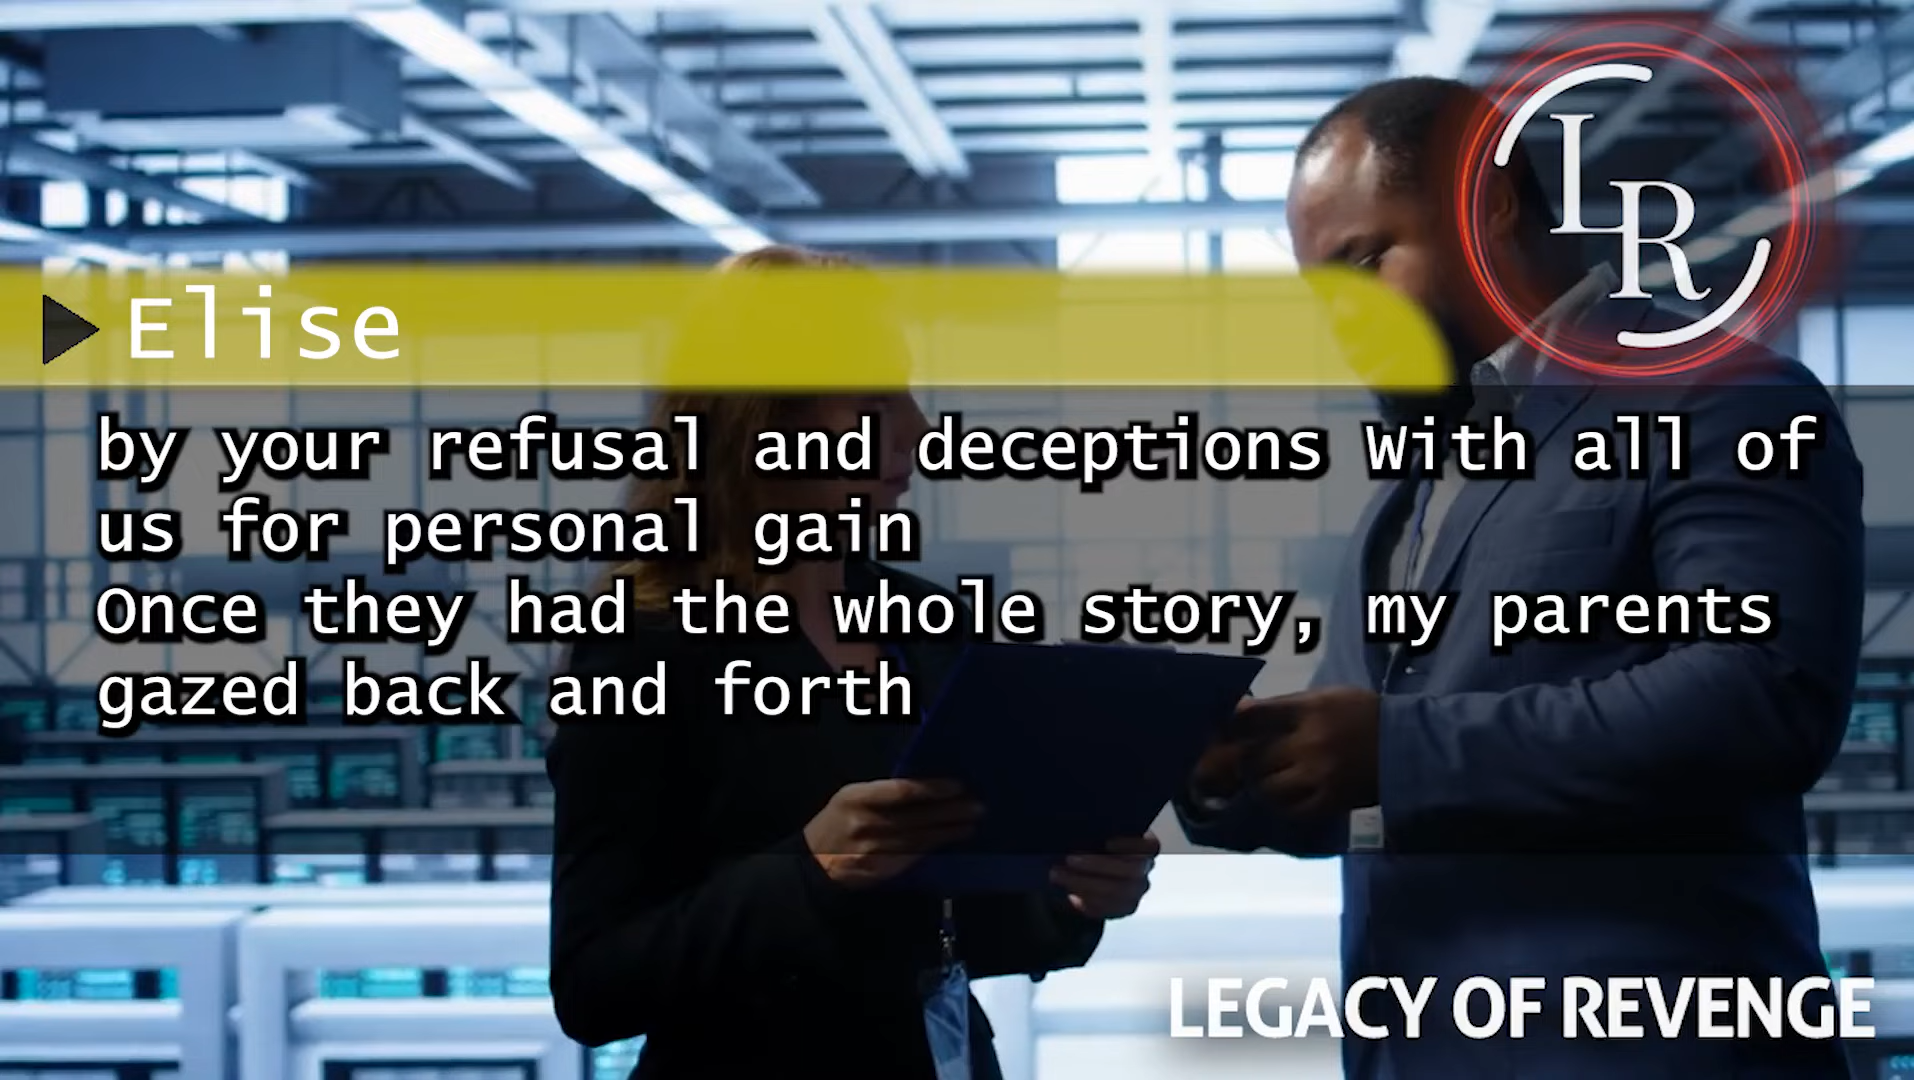 LR
Elise
by your refusal and deceptions With all of
us for personal gain
Once they had the whole story, my parents
gazed back and forth
LEGACY OF REVENGE